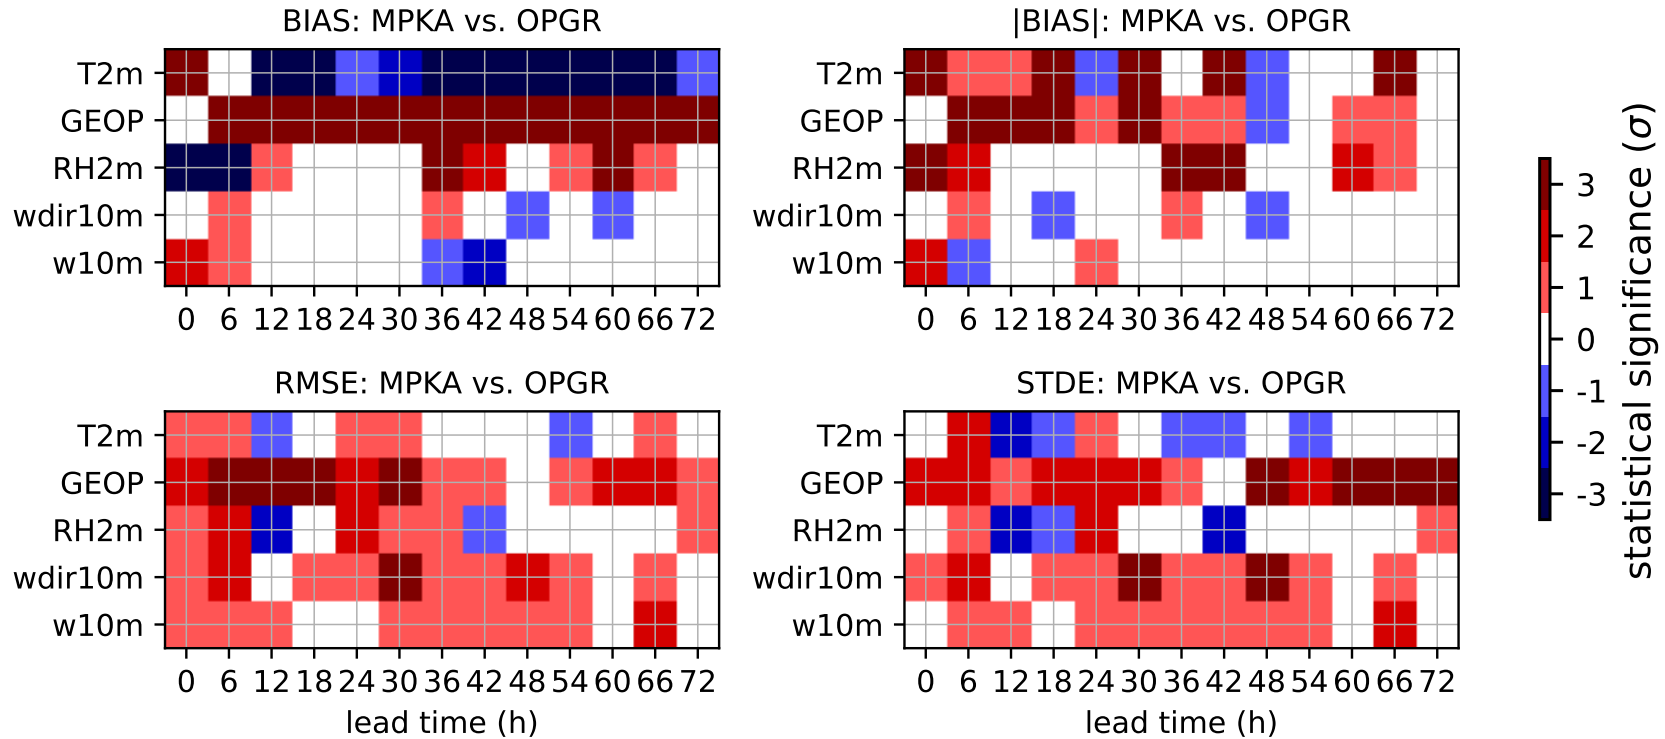 BIAS: MPKA vs. OPGR
T2m
GEOP
RH2m
wdir10m
w10m
0 6 12 18 24 30 36 42 48 54 60 66 72
|BIAS|: MPKA vs. OPGR
T2m
GEOP
RH2m
wdir10m
w10m
0 6 12 18 24 30 36 42 48 54 60 66 72
RMSE: MPKA vs. OPGR
T2m
GEOP
RH2m
wdir10m
w10m
0 6 12 18 24 30 36 42 48 54 60 66 72
lead time (h)
STDE: MPKA vs. OPGR
T2m
GEOP
RH2m
wdir10m
w10m
0 6 12 18 24 30 36 42 48 54 60 66 72
lead time (h)
3
2
1
0
-1
-2
-3
statistical significance (σ)